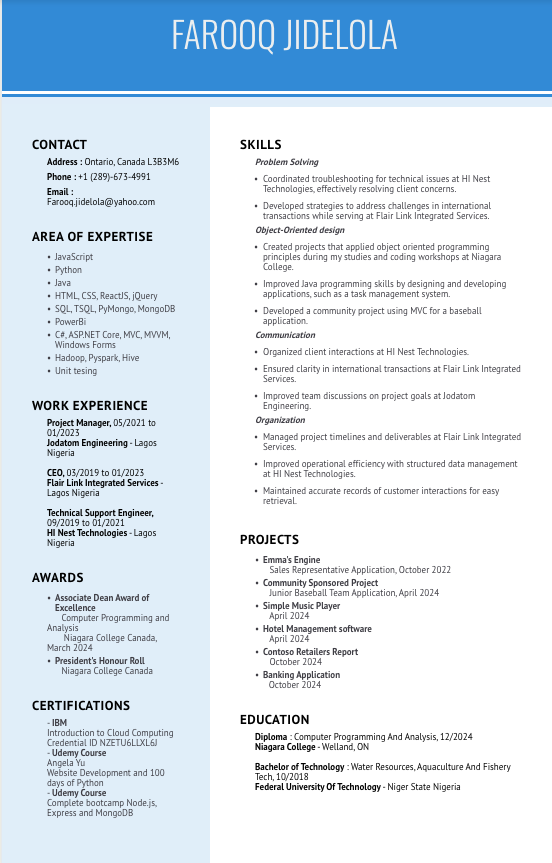 FAROOQ JIDELOLA
CONTACT
Address : Ontario, Canada L3B3M6
Phone : +1 (289)-673-4991
Email :
Farooq.jidelola@yahoo.com
AREA OF EXPERTISE
• JavaScript
• Python
• Java
• HTML, CSS, ReactJS, jQuery
• SQL, TSQL, PyMongo, MongoDB
• PowerBi
• C#, ASP.NET Core, MVC, MVVM,
Windows Forms
• Hadoop, Pyspark, Hive
• Unit tesing
WORK EXPERIENCE
Project Manager, 05/2021 to
01/2023
Jodatom Engineering - Lagos
Nigeria
CEO, 03/2019 to 01/2023
Flair Link Integrated Services -
Lagos Nigeria
Technical Support Engineer,
09/2019 to 01/2021
HI Nest Technologies - Lagos
Nigeria
AWARDS
• Associate Dean Award of
Excellence
Computer Programming and
Analysis
Niagara College Canada,
March 2024
• President's Honour Roll
Niagara College Canada
CERTIFICATIONS
- IBM
Introduction to Cloud Computing
Credential ID NZETU6LLXL6J
- Udemy Course
Angela Yu
Website Development and 100
days of Python
- Udemy Course
Complete bootcamp Node.js,
Express and MongoDB
SKILLS
Problem Solving
• Coordinated troubleshooting for technical issues at HI Nest
Technologies, effectively resolving client concerns.
• Developed strategies to address challenges in international
transactions while serving at Flair Link Integrated Services.
Object-Oriented design
• Created projects that applied object oriented programming
principles during my studies and coding workshops at Niagara
College.
• Improved Java programming skills by designing and developing
applications, such as a task management system.
• Developed a community project using MVC for a baseball
application.
Communication
• Organized client interactions at HI Nest Technologies.
• Ensured clarity in international transactions at Flair Link Integrated
Services.
• Improved team discussions on project goals at Jodatom
Engineering.
Organization
• Managed project timelines and deliverables at Flair Link Integrated
Services.
• Improved operational efficiency with structured data management
at HI Nest Technologies.
• Maintained accurate records of customer interactions for easy
retrieval.
PROJECTS
• Emma's Engine
Sales Representative Application, October 2022
• Community Sponsored Project
Junior Baseball Team Application, April 2024
• Simple Music Player
April 2024
• Hotel Management software
April 2024
• Contoso Retailers Report
October 2024
• Banking Application
October 2024
EDUCATION
Diploma : Computer Programming And Analysis, 12/2024
Niagara College - Welland, ON
Bachelor of Technology : Water Resources, Aquaculture And Fishery
Tech, 10/2018
Federal University Of Technology - Niger State Nigeria